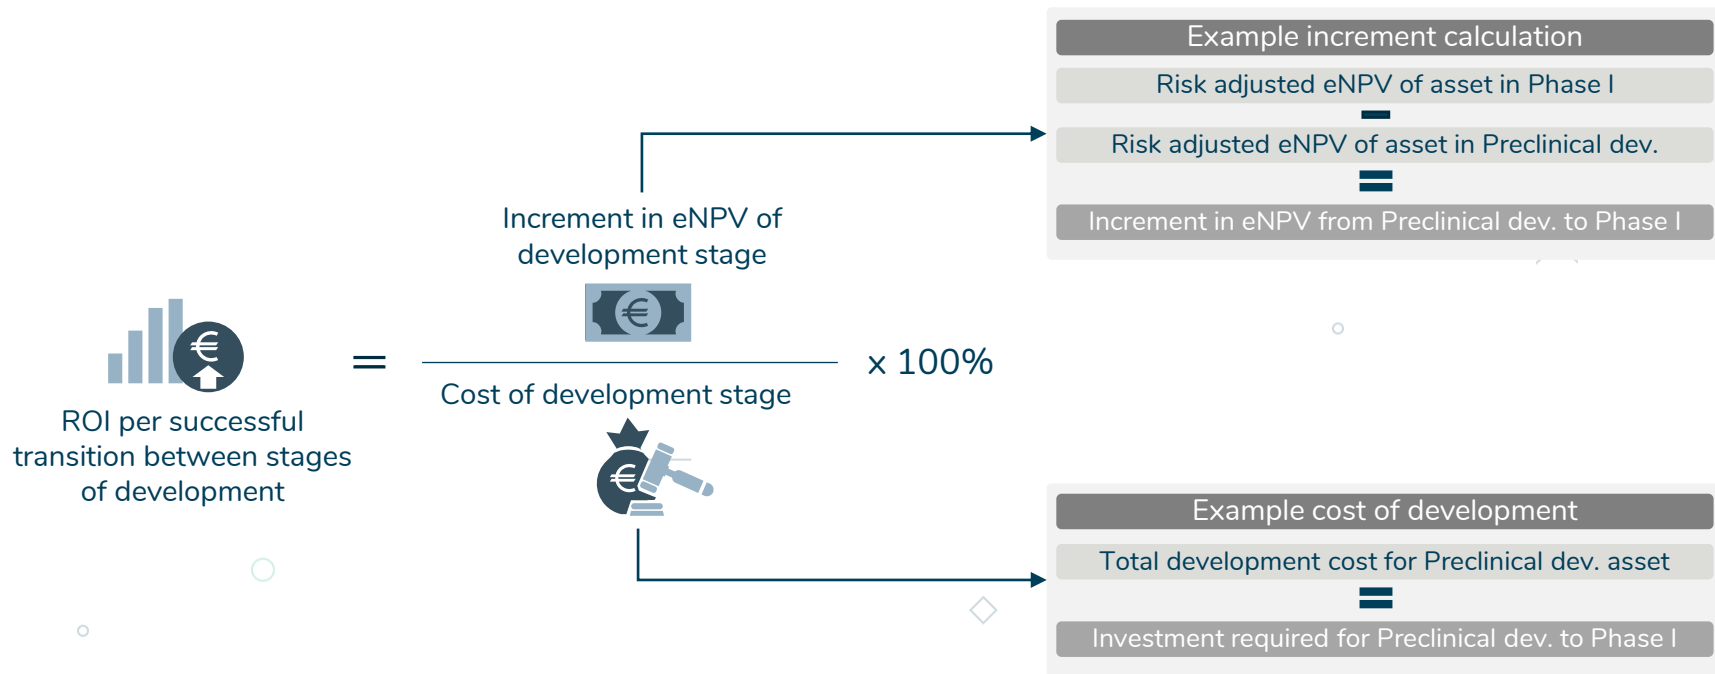 ROI per successful
transition between stages
of development
=
Increment in eNPV of
development stage
€
Cost of development stage
€
x 100%
Example increment calculation
Risk adjusted eNPV of asset in Phase I
–
Risk adjusted eNPV of asset in Preclinical dev.
=
Increment in eNPV from Preclinical dev. to Phase I
Example cost of development
Total development cost for Preclinical dev. asset
=
Investment required for Preclinical dev. to Phase I